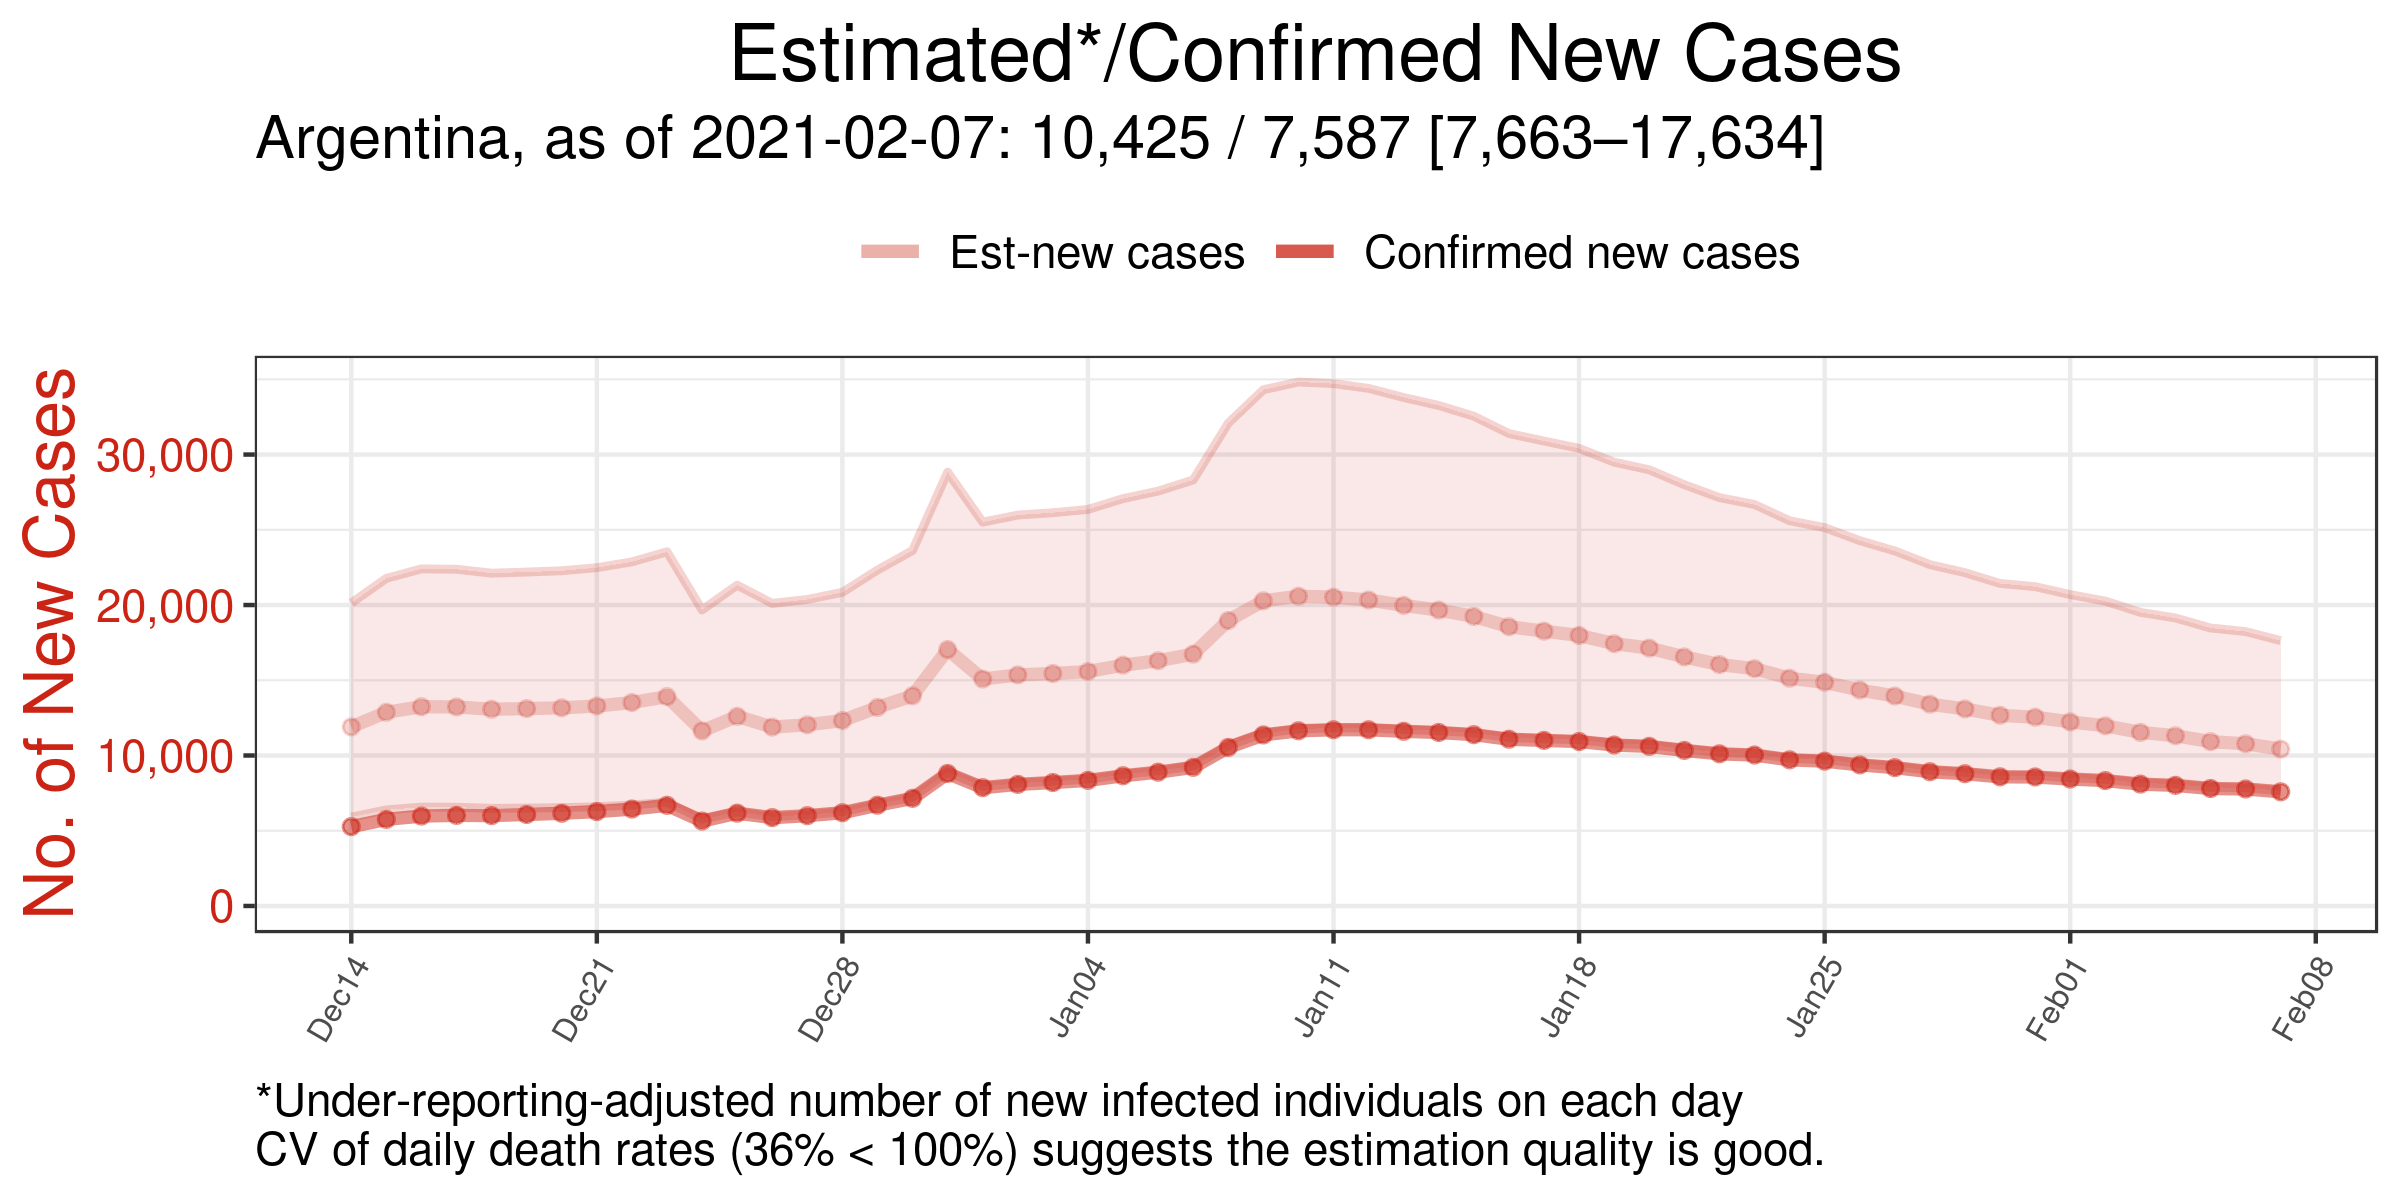 Estimated*/Confirmed New Cases
Argentina, as of 2021-02-07: 10,425 / 7,587 [7,663–17,634]
Est-new cases Confirmed new cases
No. of New Cases
30,000
20,000
10,000
0
Dec14 Dec21 Dec28 Jan04 Jan11 Jan18 Jan25 Feb01 Feb08
*Under-reporting-adjusted number of new infected individuals on each day
CV of daily death rates (36% < 100%) suggests the estimation quality is good.